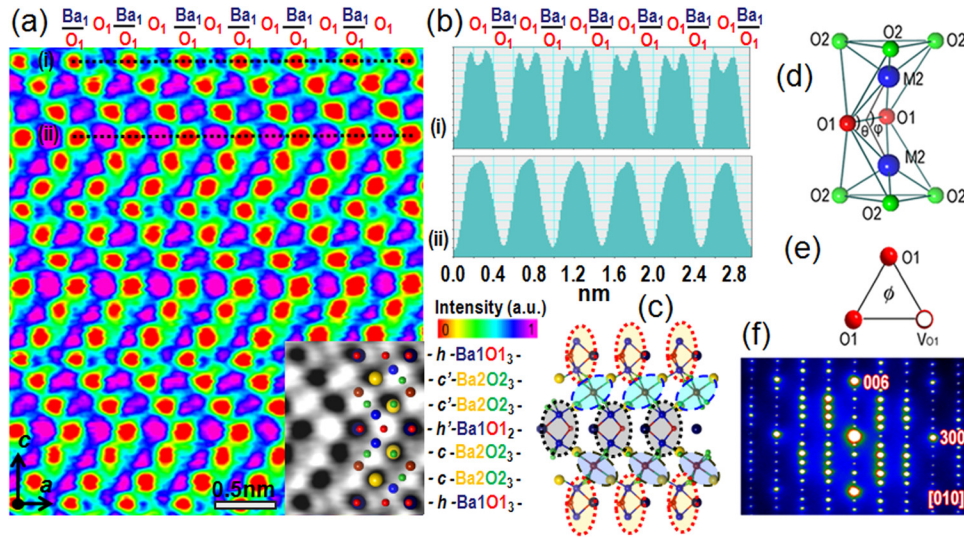 (a)
Ba1 Ba1 Ba1 Ba1 Ba1 Ba1
O1 O1 O1 O1 O1 O1 O1 O1 O1 O1 O1 O1
(i)
(ii)
c
a
0.5nm
(b)
O1 Ba1 O1 Ba1 O1 Ba1 O1 Ba1 O1 Ba1 O1 Ba1
O1 O1 O1 O1 O1 O1
(i)
(ii)
0.0 0.4 0.8 1.2 1.6 2.0 2.4 2.8
nm
Intensity (a.u.)
0 1
(c)
- h -Ba1O13-
- c'-Ba2O23-
- c'-Ba2O23-
- h'-Ba1O12-
- c -Ba2O23-
- c -Ba2O23-
- h -Ba1O13-
(d)
O2 O2 O2
M2
O1 O1
θ φ
M2
O2 O2 O2
(e)
O1
ϕ
O1 VO1
(f)
006
300
[010]